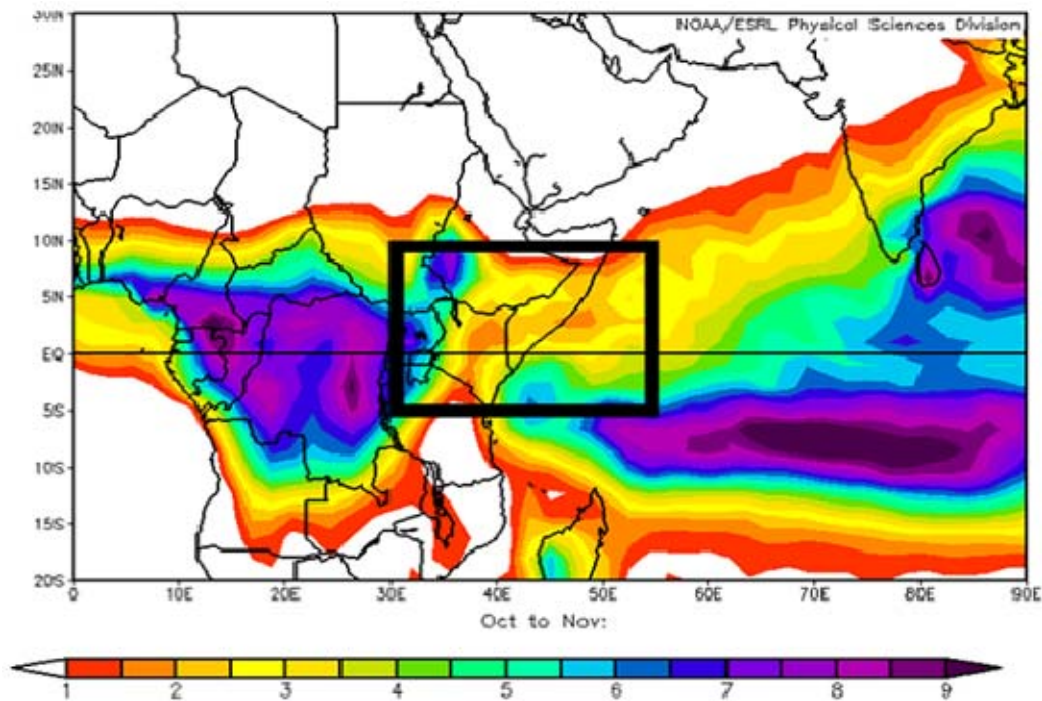 30N
NOAA/ESRL Physical Sciences Division
25N
20N
15N
10N
5N
EQ
5S
10S
15S
20S
0 10E 20E 30E 40E 50E 60E 70E 80E 90E
Oct to Nov:
1 2 3 4 5 6 7 8 9